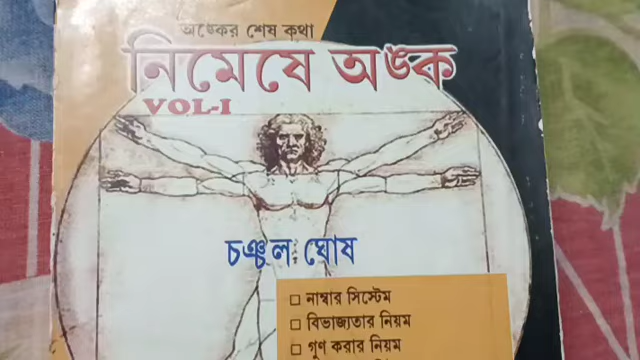 অঙ্কের শেষ কথা
নিমেষে অঙ্ক
VOL-I
চঞ্চল ঘোষ
□ নাম্বার সিস্টেম
□ বিভাজ্যতার নিয়ম
□ গুণ করার নিয়ম